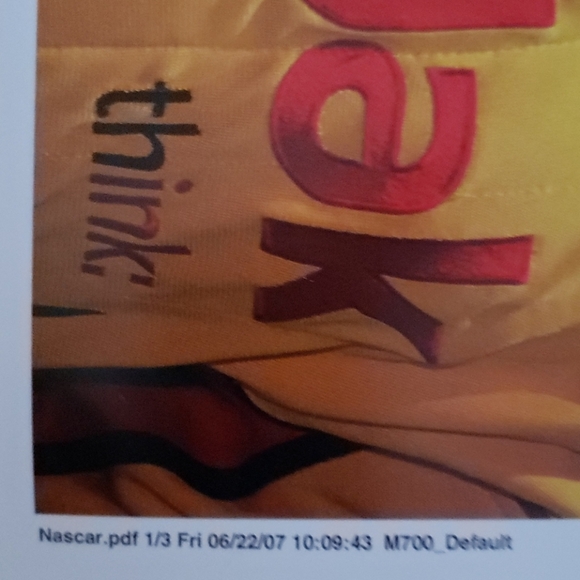 ak
think:
Nascar.pdf 1/3 Fri 06/22/07 10:09:43 M700_Default